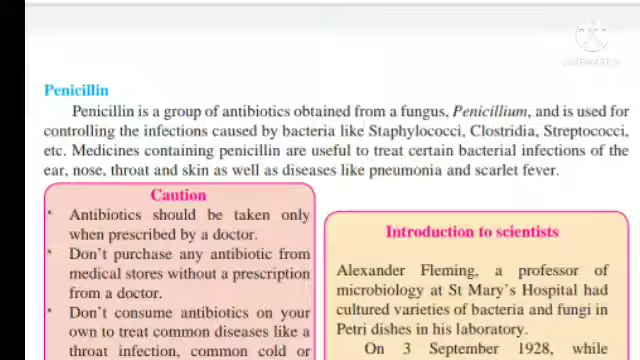 Penicillin
Penicillin is a group of antibiotics obtained from a fungus, Penicillium, and is used for
controlling the infections caused by bacteria like Staphylococci, Clostridia, Streptococci,
etc. Medicines containing penicillin are useful to treat certain bacterial infections of the
ear, nose, throat and skin as well as diseases like pneumonia and scarlet fever.
Caution
• Antibiotics should be taken only
when prescribed by a doctor.
• Don't purchase any antibiotic from
medical stores without a prescription
from a doctor.
• Don't consume antibiotics on your
own to treat common diseases like a
throat infection, common cold or
Introduction to scientists
Alexander Fleming, a professor of
microbiology at St Mary's Hospital had
cultured varieties of bacteria and fungi in
Petri dishes in his laboratory.
On 3 September 1928, while